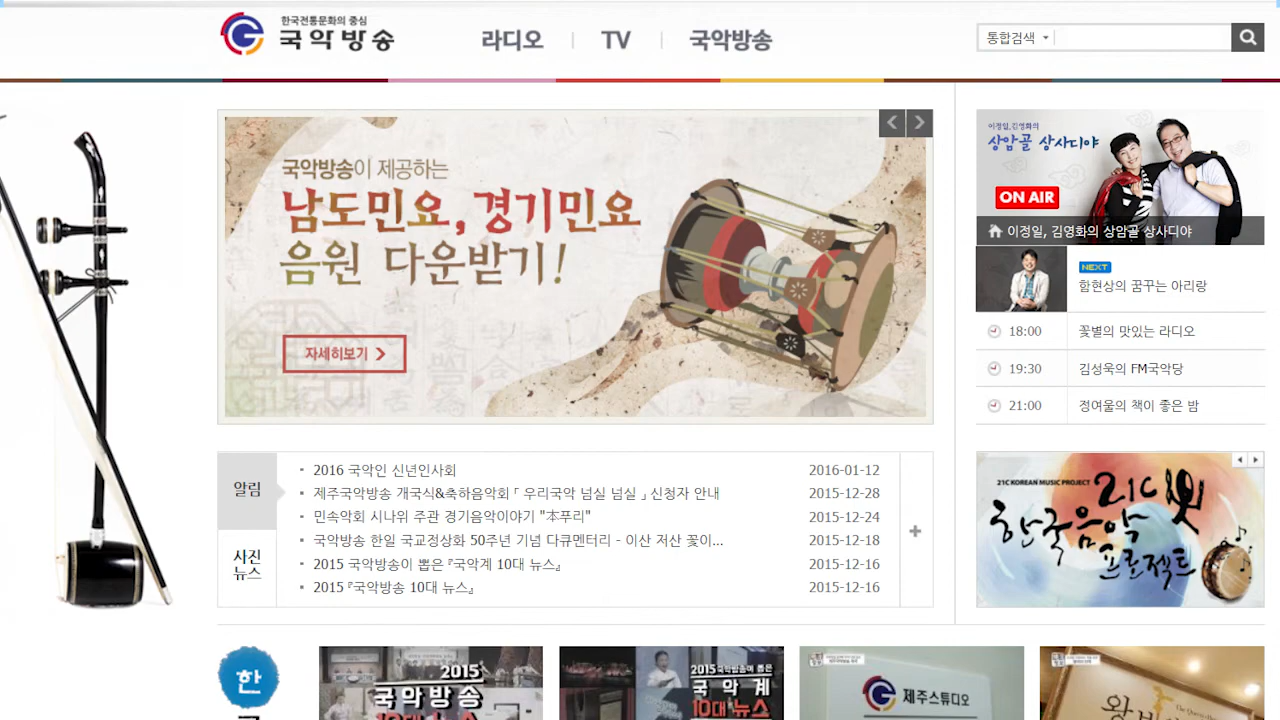 한국전통문화의 중심
국악방송
라디오 | TV | 국악방송
통합검색
국악방송이 제공하는
남도민요, 경기민요
음원 다운받기!
자세히보기
이정일, 김영화의
상암골 상사디야
ON AIR
이정일, 김영화의 상암골 상사디야
NEXT
함현상의 꿈꾸는 아리랑
18:00 꽃별의 맛있는 라디오
19:30 김성욱의 FM국악당
21:00 정여울의 책이 좋은 밤
알림
사진
뉴스
2016 국악인 신년인사회 2016-01-12
제주국악방송 개국식&축하음악회 「 우리국악 넘실 넘실 」 신청자 안내 2015-12-28
민속악회 시나위 주관 경기음악이야기 "本푸리" 2015-12-24
국악방송 한일 국교정상화 50주년 기념 다큐멘터리 - 이산 저산 꽃이... 2015-12-18
2015 국악방송이 뽑은 『국악계 10대 뉴스』 2015-12-16
2015 『국악방송 10대 뉴스』 2015-12-16
+
21C KOREAN MUSIC PROJECT
21C
한국음악
프로젝트
한
2015
국악방송
10대 뉴스
2015 국악방송이 뽑은
국악계
10대 뉴스
제주스튜디오